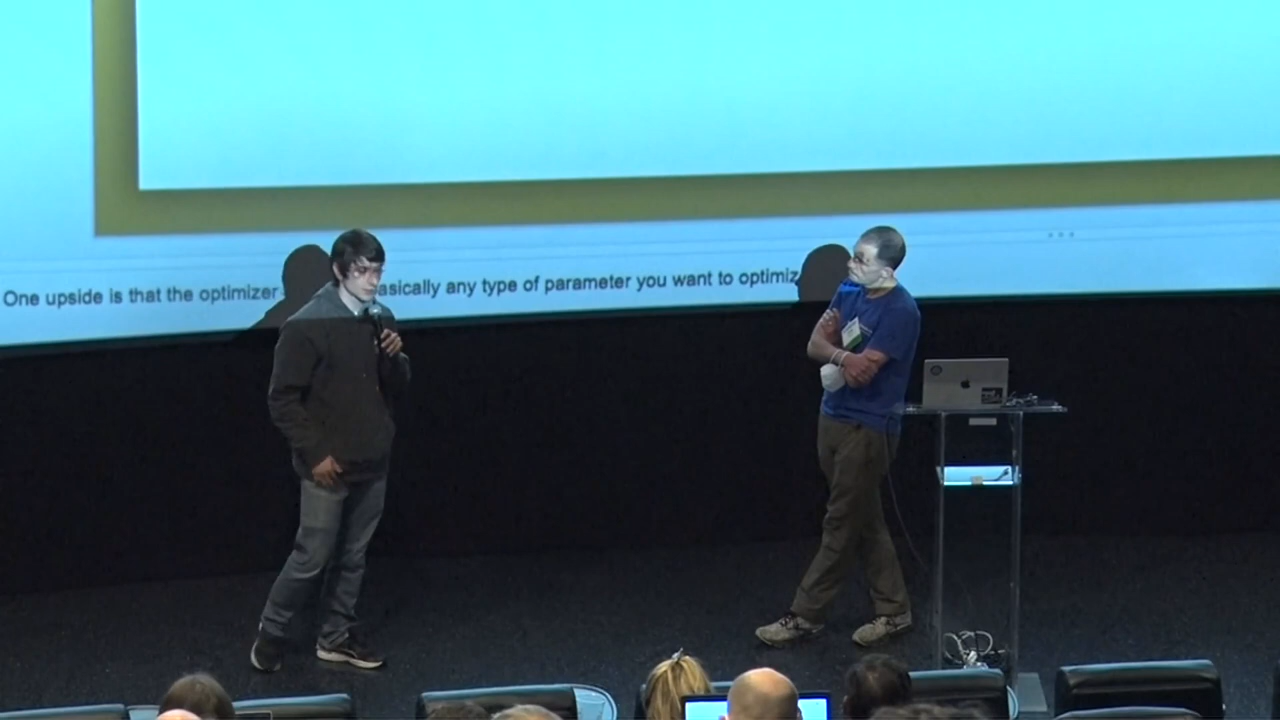 One upside is that the optimizer asically any type of parameter you want to optimiz